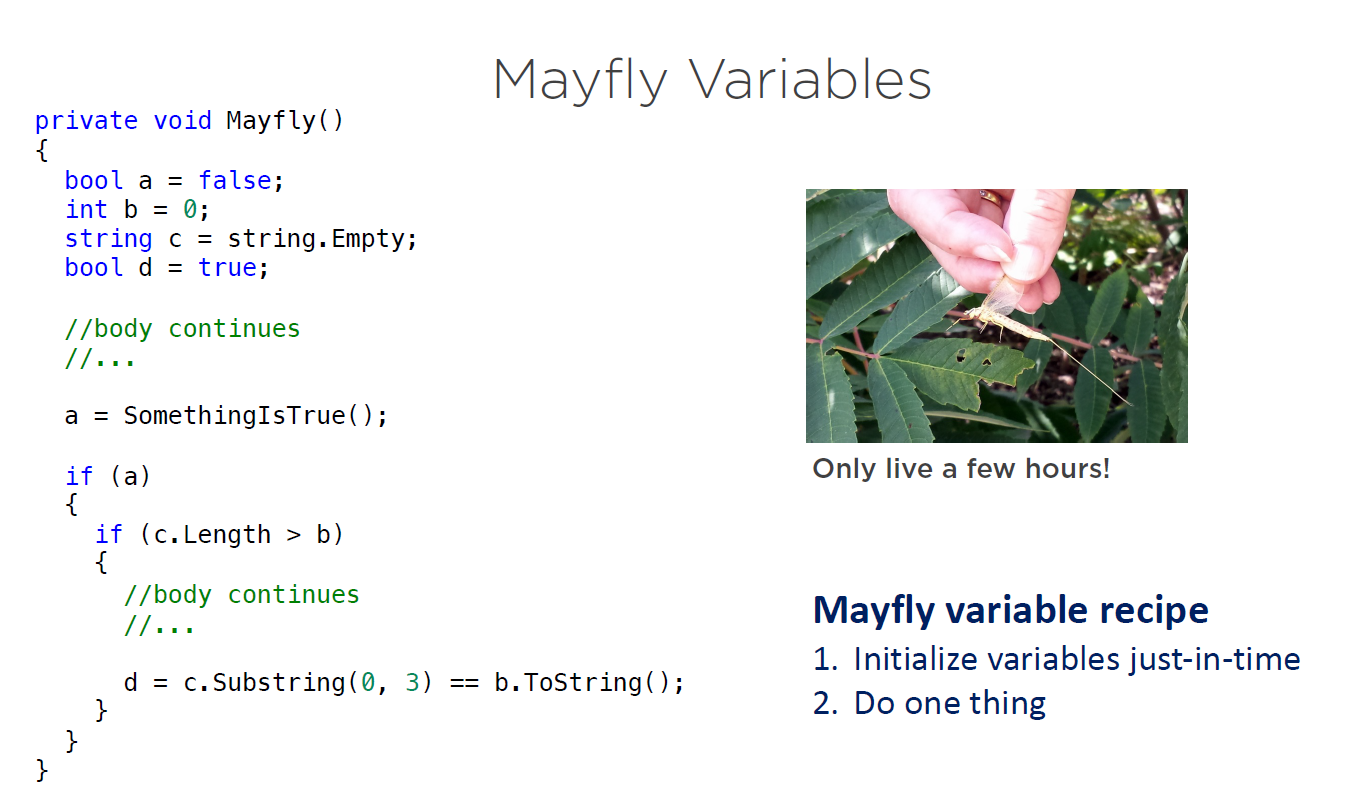 Mayfly Variables
private void Mayfly()
{
bool a = false;
int b = 0;
string c = string.Empty;
bool d = true;
//body continues
//...
a = SomethingIsTrue();
if (a)
{
if (c.Length > b)
{
//body continues
//...
d = c.Substring(0, 3) == b.ToString();
}
}
}
Only live a few hours!
Mayfly variable recipe
1. Initialize variables just-in-time
2. Do one thing